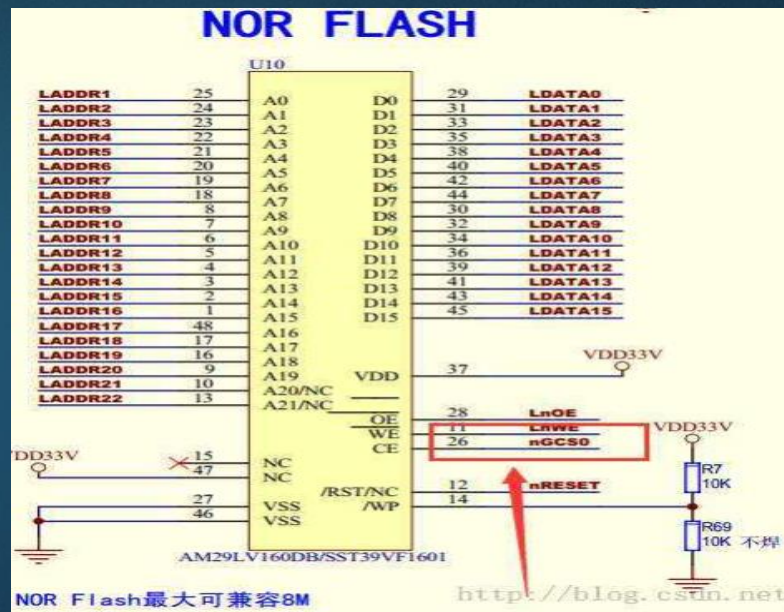 NOR FLASH
U10
LADDR1 25 A0 D0 29 LDATA0
LADDR2 24 A1 D1 31 LDATA1
LADDR3 23 A2 D2 33 LDATA2
LADDR4 22 A3 D3 35 LDATA3
LADDR5 21 A4 D4 38 LDATA4
LADDR6 20 A5 D5 40 LDATA5
LADDR7 19 A6 D6 42 LDATA6
LADDR8 18 A7 D7 44 LDATA7
LADDR9 8 A8 D8 30 LDATA8
LADDR10 7 A9 D9 32 LDATA9
LADDR11 6 A10 D10 34 LDATA10
LADDR12 5 A11 D11 36 LDATA11
LADDR13 4 A12 D12 39 LDATA12
LADDR14 3 A13 D13 41 LDATA13
LADDR15 2 A14 D14 43 LDATA14
LADDR16 1 A15 D15 45 LDATA15
LADDR17 48 A16
LADDR18 17 A17
LADDR19 16 A18 VDD33V
LADDR20 9 A19 VDD 37
LADDR21 10 A20/NC
LADDR22 13 A21/NC
OE 28 LnOE
WE 11 LnWE VDD33V
CE 26 nGCS0
DD33V 15 NC
47 NC R7
10K
/RST/NC 12 nRESET
27 VSS /WP 14
46 VSS R69
10K 不焊
AM29LV160DB/SST39VF1601
NOR Flash最大可兼容8M
http://blog.csdn.net